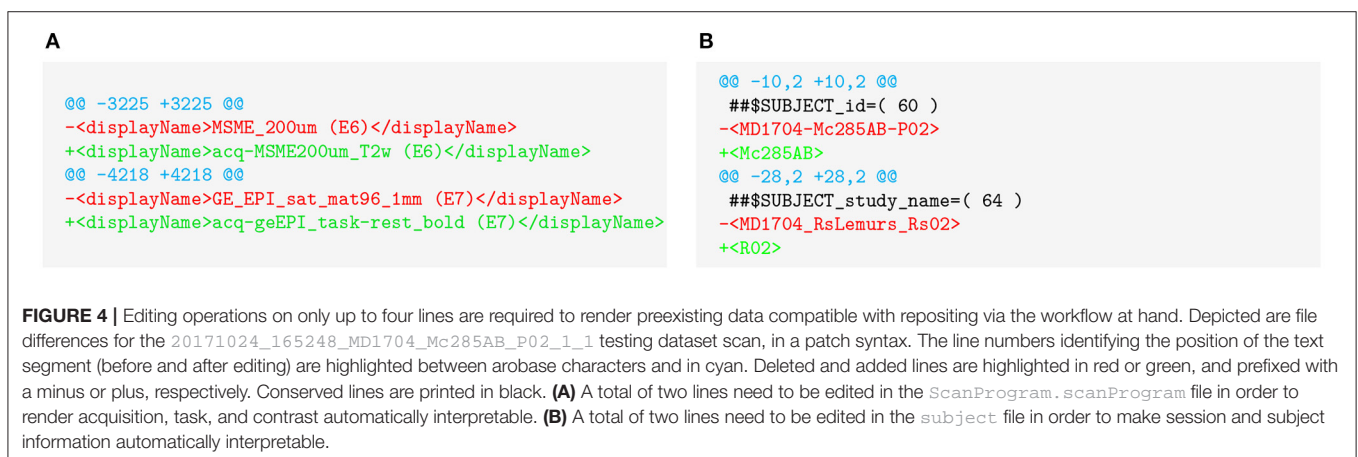 A
@@ -3225 +3225 @@
-<displayName>MSME_200um (E6)</displayName>
+<displayName>acq-MSME200um_T2w (E6)</displayName>
@@ -4218 +4218 @@
-<displayName>GE_EPI_sat_mat96_1mm (E7)</displayName>
+<displayName>acq-geEPI_task-rest_bold (E7)</displayName>
B
@@ -10,2 +10,2 @@
##$SUBJECT_id=( 60 )
-<MD1704-Mc285AB-P02>
+<Mc285AB>
@@ -28,2 +28,2 @@
##$SUBJECT_study_name=( 64 )
-<MD1704_RsLemurs_Rs02>
+<R02>
FIGURE 4 | Editing operations on only up to four lines are required to render preexisting data compatible with repositing via the workflow at hand. Depicted are file
differences for the 20171024_165248_MD1704_Mc285AB_P02_1_1 testing dataset scan, in a patch syntax. The line numbers identifying the position of the text
segment (before and after editing) are highlighted between arobase characters and in cyan. Deleted and added lines are highlighted in red or green, and prefixed with
a minus or plus, respectively. Conserved lines are printed in black. (A) A total of two lines need to be edited in the ScanProgram.scanProgram file in order to
render acquisition, task, and contrast automatically interpretable. (B) A total of two lines need to be edited in the subject file in order to make session and subject
information automatically interpretable.